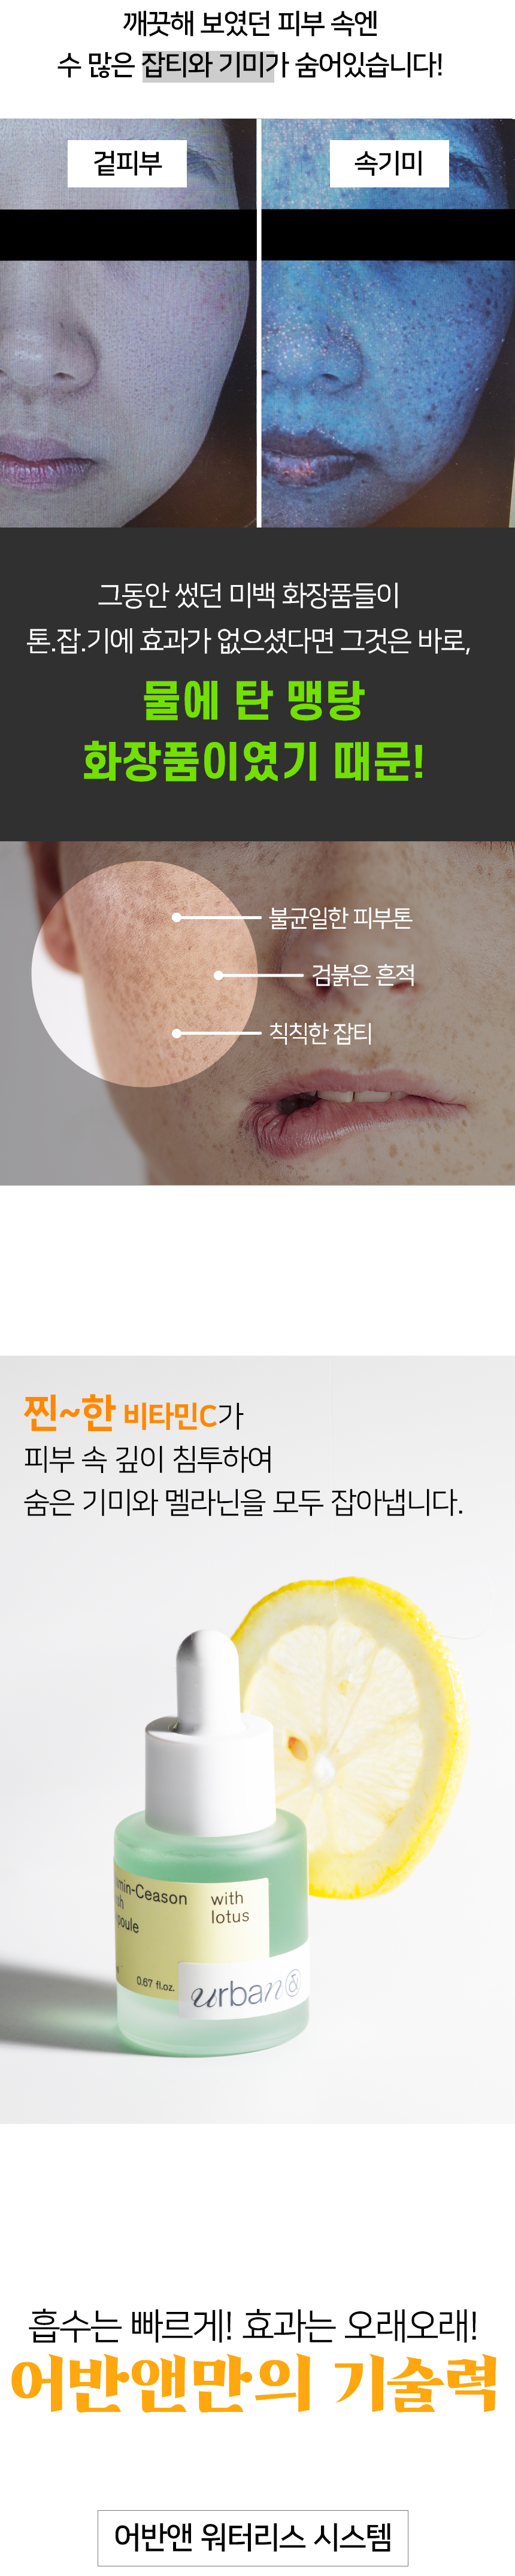 깨끗해 보였던 피부 속엔
수 많은 잡티와 기미가 숨어있습니다!
겉피부
속기미
그동안 썼던 미백 화장품들이
톤.잡.기에 효과가 없으셨다면 그것은 바로,
물에 탄 맹탕
화장품이였기 때문!
불균일한 피부톤
검붉은 흔적
칙칙한 잡티
찐~한 비타민C가
피부 속 깊이 침투하여
숨은 기미와 멜라닌을 모두 잡아냅니다.
min-Ceason
with
lotus
0.67 fl.oz.
urban &
흡수는 빠르게! 효과는 오래오래!
어반앤만의 기술력
어반앤 워터리스 시스템